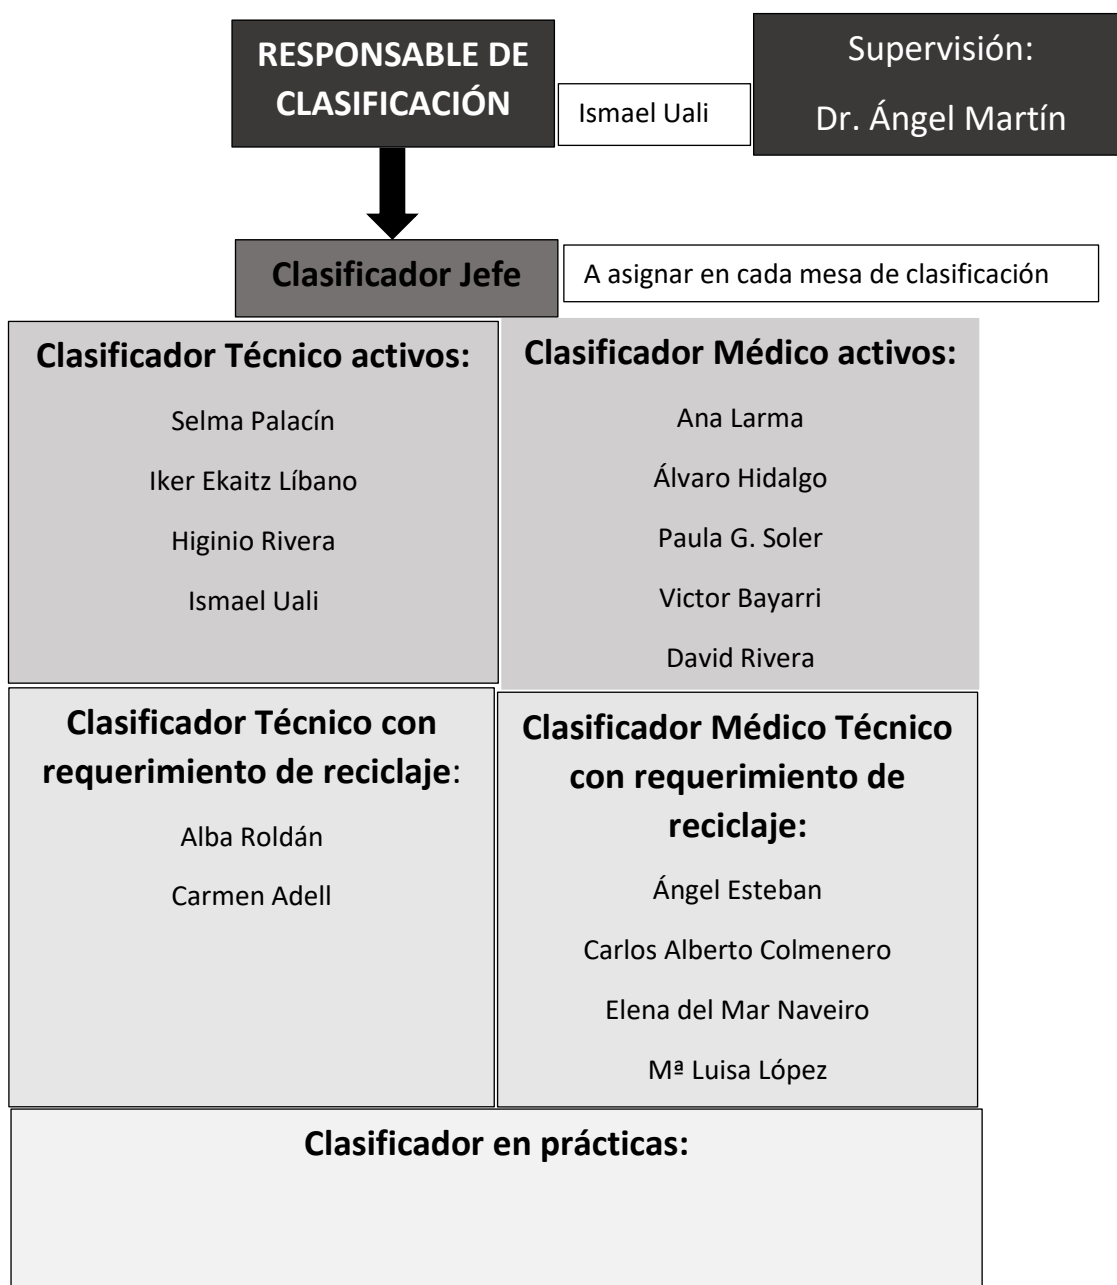 RESPONSABLE DE
CLASIFICACIÓN
Ismael Uali
Supervisión:
Dr. Ángel Martín
Clasificador Jefe
A asignar en cada mesa de clasificación
Clasificador Técnico activos:
Selma Palacín
Iker Ekaitz Líbano
Higinio Rivera
Ismael Uali
Clasificador Médico activos:
Ana Larma
Álvaro Hidalgo
Paula G. Soler
Victor Bayarri
David Rivera
Clasificador Técnico con
requerimiento de reciclaje:
Alba Roldán
Carmen Adell
Clasificador Médico Técnico
con requerimiento de
reciclaje:
Ángel Esteban
Carlos Alberto Colmenero
Elena del Mar Naveiro
Mª Luisa López
Clasificador en prácticas: